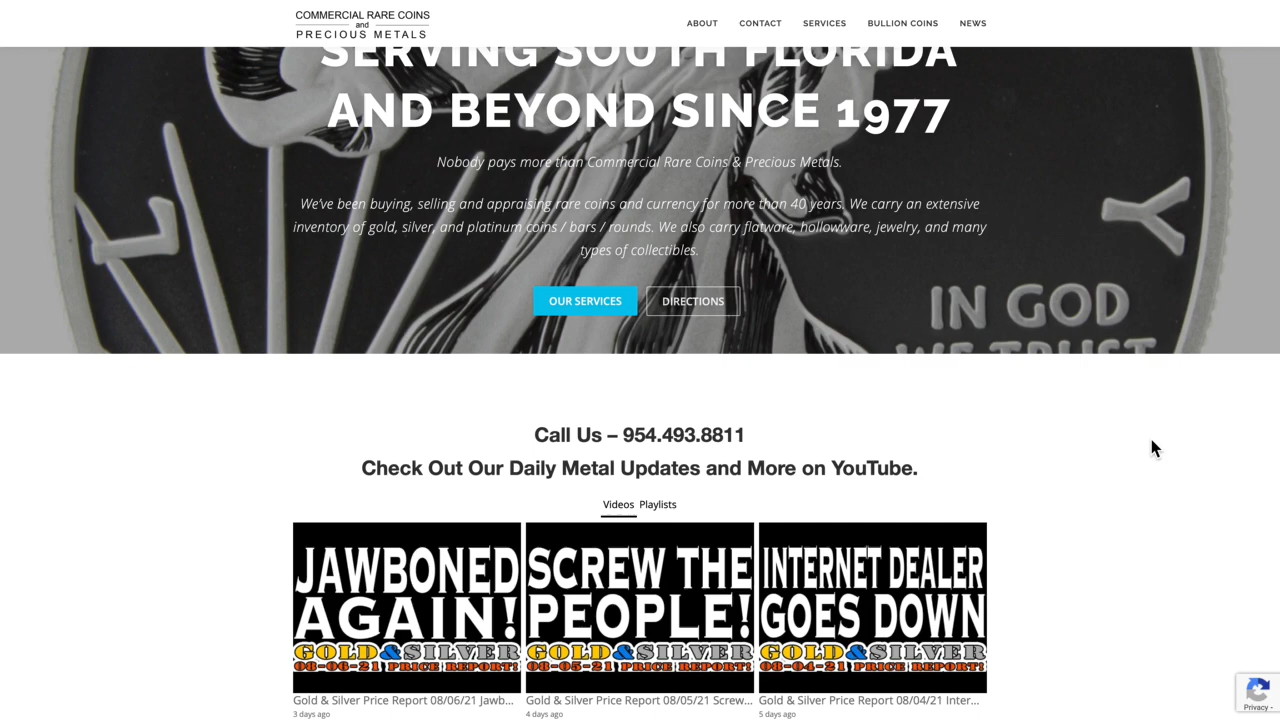 COMMERCIAL RARE COINS
and
PRECIOUS METALS
ABOUT
CONTACT
SERVICES
BULLION COINS
NEWS
SERVING SOUTH FLORIDA
AND BEYOND SINCE 1977
Nobody pays more than Commercial Rare Coins & Precious Metals.
We've been buying, selling and appraising rare coins and currency for more than 40 years. We carry an extensive
inventory of gold, silver, and platinum coins / bars / rounds. We also carry flatware, hollowware, jewelry, and many
types of collectibles.
OUR SERVICES
DIRECTIONS
L
Y
IN GOD
WE TRUST
Call Us – 954.493.8811
Check Out Our Daily Metal Updates and More on YouTube.
Videos
Playlists
JAWBONED
AGAIN!
GOLD&SILVER
08-06-21 PRICE REPORT!
Gold & Silver Price Report 08/06/21 Jawb...
3 days ago
SCREW THE
PEOPLE!
GOLD&SILVER
08-05-21 PRICE REPORT!
Gold & Silver Price Report 08/05/21 Screw...
4 days ago
INTERNET DEALER
GOES DOWN
GOLD&SILVER
08-04-21 PRICE REPORT!
Gold & Silver Price Report 08/04/21 Inter...
5 days ago
Privacy -